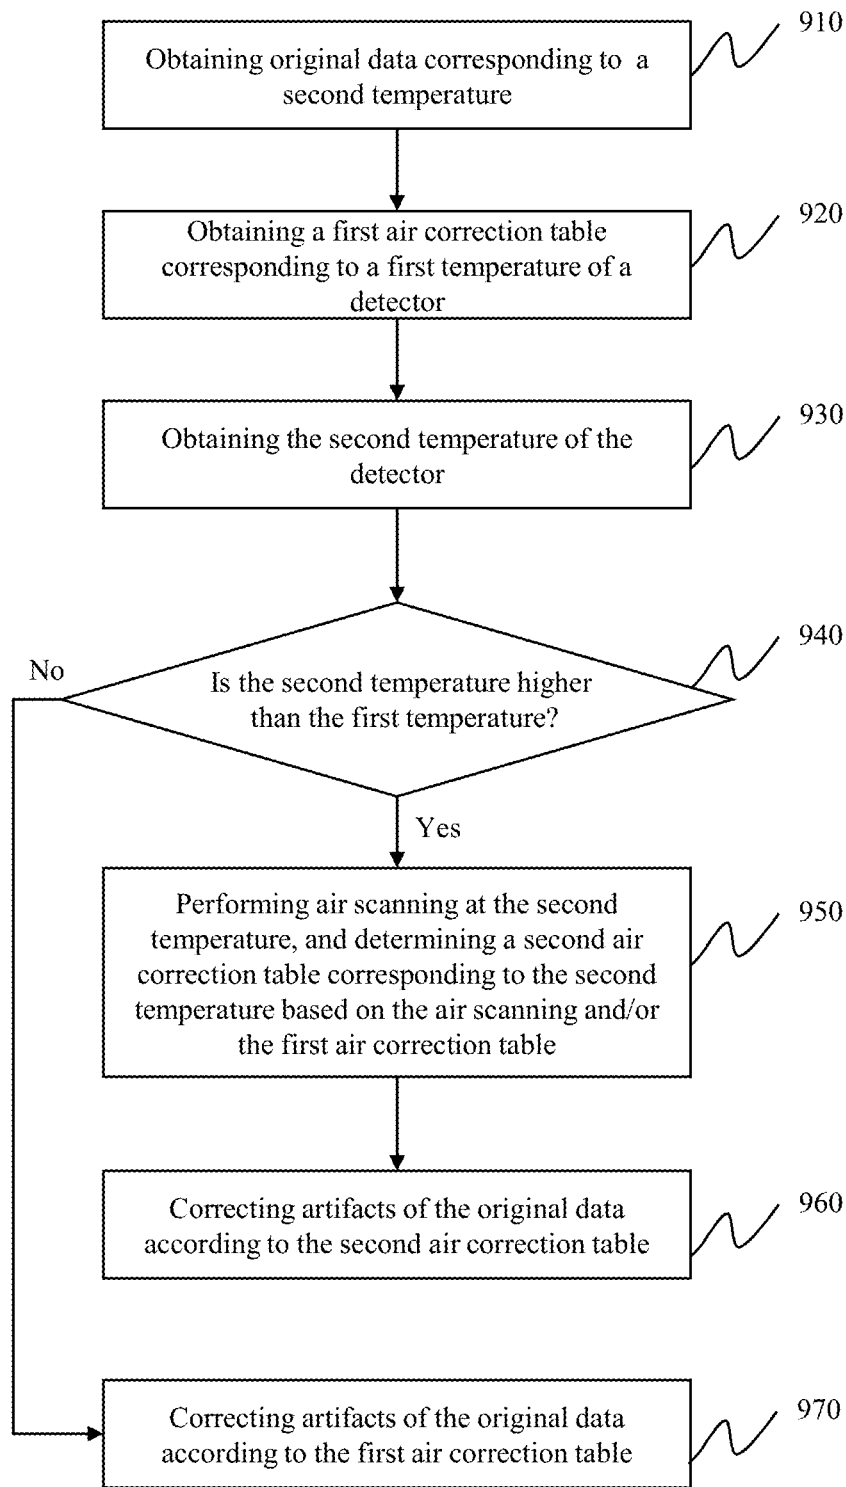 910
Obtaining original data corresponding to a
second temperature
920
Obtaining a first air correction table
corresponding to a first temperature of a
detector
930
Obtaining the second temperature of the
detector
940
No
Is the second temperature higher
than the first temperature?
Yes
950
Performing air scanning at the second
temperature, and determining a second air
correction table corresponding to the second
temperature based on the air scanning and/or
the first air correction table
960
Correcting artifacts of the original data
according to the second air correction table
970
Correcting artifacts of the original data
according to the first air correction table